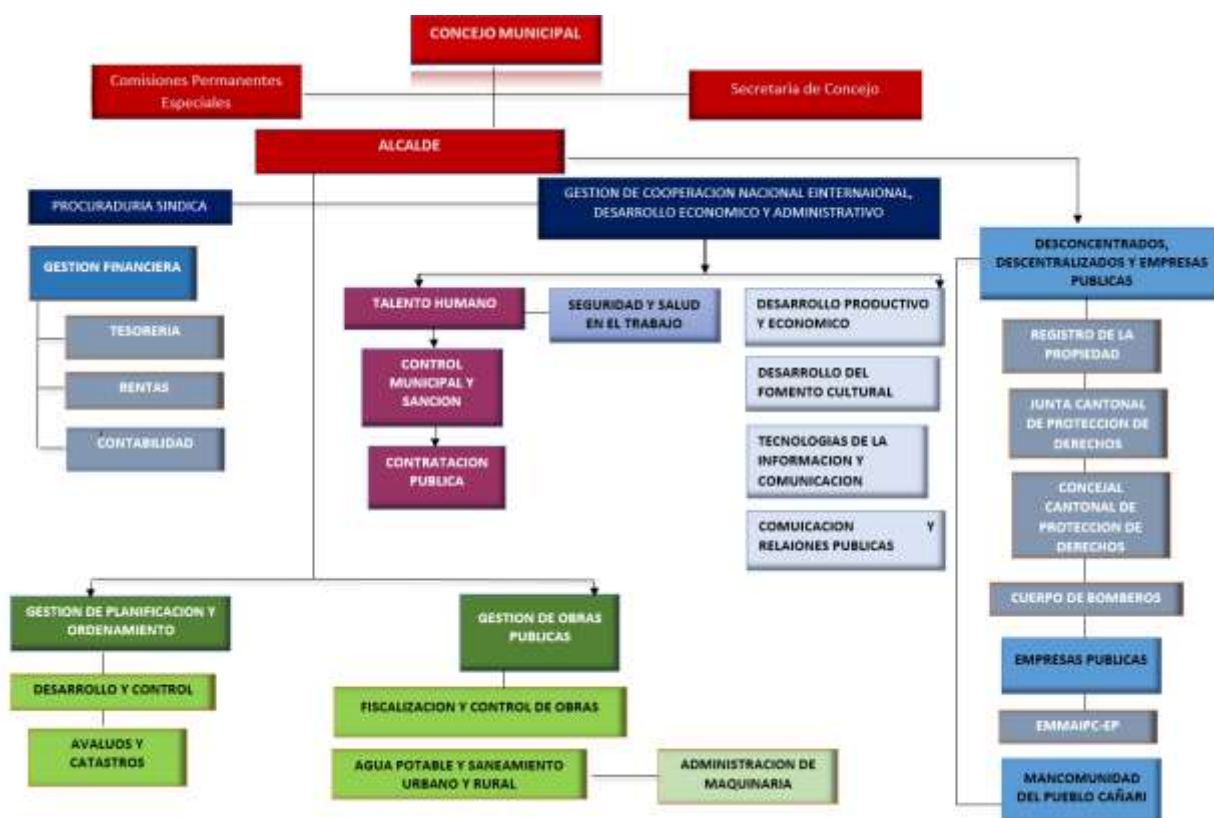 CONCEJO MUNICIPAL
Comisiones Permanentes
Especiales
Secretaria de Concejo
ALCALDE
PROCURADURIA SINDICA
GESTION DE COOPERACION NACIONAL EINTERNAIONAL,
DESARROLLO ECONOMICO Y ADMINISTRATIVO
GESTION FINANCIERA
TESORERIA
RENTAS
CONTABILIDAD
TALENTO HUMANO
CONTROL
MUNICIPAL Y
SANCION
CONTRATACION
PUBLICA
SEGURIDAD Y SALUD
EN EL TRABAJO
DESARROLLO PRODUCTIVO
Y ECONOMICO
DESARROLLO DEL
FOMENTO CULTURAL
TECNOLOGIAS DE LA
INFORMACION Y
COMUNICACION
COMUICACION Y
RELAIONES PUBLICAS
DESCONCENTRADOS,
DESCENTRALIZADOS Y EMPRESAS
PUBLICAS
REGISTRO DE LA
PROPIEDAD
JUNTA CANTONAL
DE PROTECCION DE
DERECHOS
CONCEJAL
CANTONAL DE
PROTECCION DE
DERECHOS
CUERPO DE BOMBEROS
EMPRESAS PUBLICAS
EMMAIPC-EP
MANCOMUNIDAD
DEL PUEBLO CAÑARI
GESTION DE PLANIFICACION Y
ORDENAMIENTO
DESARROLLO Y CONTROL
AVALUOS Y
CATASTROS
GESTION DE OBRAS
PUBLICAS
FISCALIZACION Y CONTROL DE OBRAS
AGUA POTABLE Y SANEAMIENTO
URBANO Y RURAL
ADMINISTRACION DE
MAQUINARIA